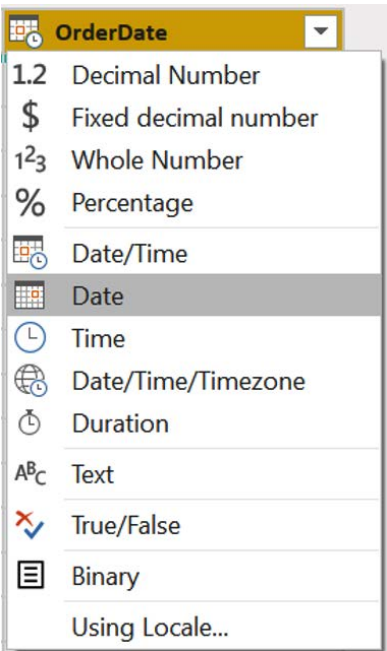 OrderDate
1.2 Decimal Number
$ Fixed decimal number
1²3 Whole Number
% Percentage
Date/Time
Date
Time
Date/Time/Timezone
Duration
ABC Text
True/False
Binary
Using Locale...